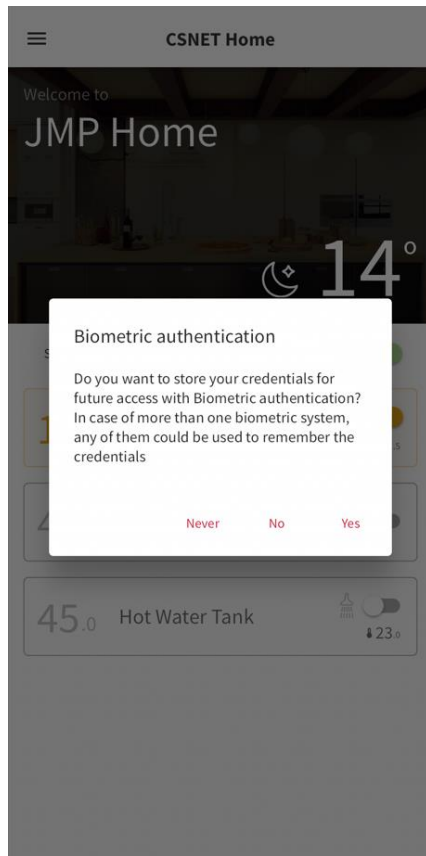 CSNET Home
Welcome to
JMP Home
14°
Biometric authentication
Do you want to store your credentials for
future access with Biometric authentication?
In case of more than one biometric system,
any of them could be used to remember the
credentials
Never No Yes
45.0 Hot Water Tank
23.0